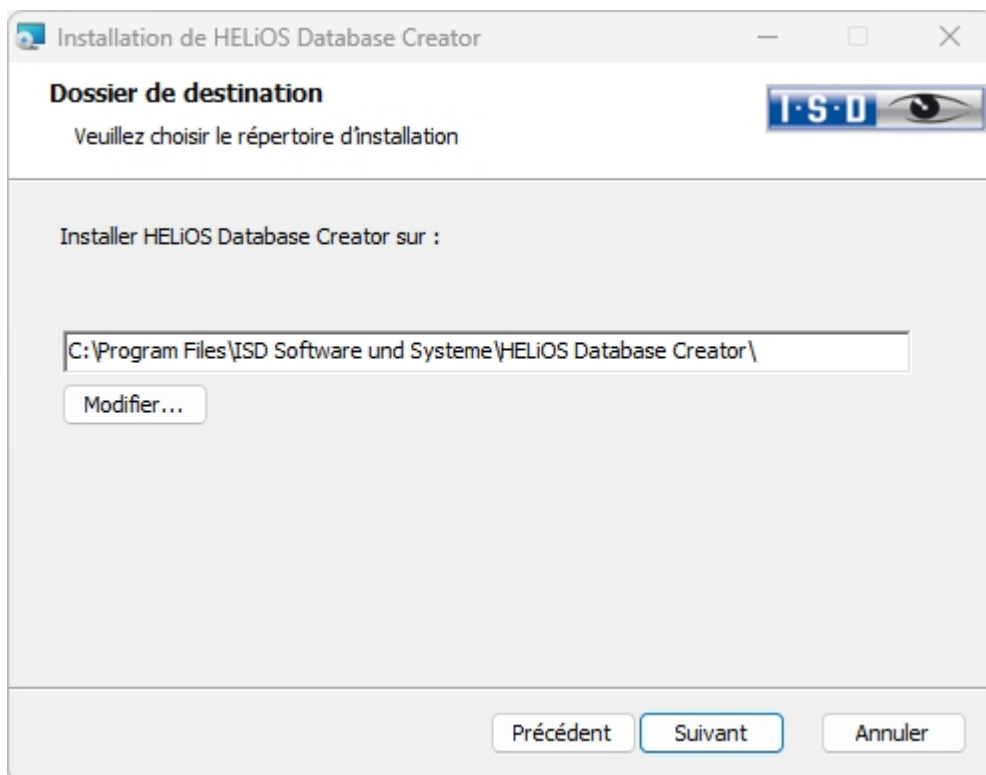 Installation de HELiOS Database Creator
Dossier de destination
Veuillez choisir le répertoire d'installation
I·S·D
Installer HELiOS Database Creator sur :
C:\Program Files\ISD Software und Systeme\HELiOS Database Creator\
Modifier...
Précédent
Suivant
Annuler